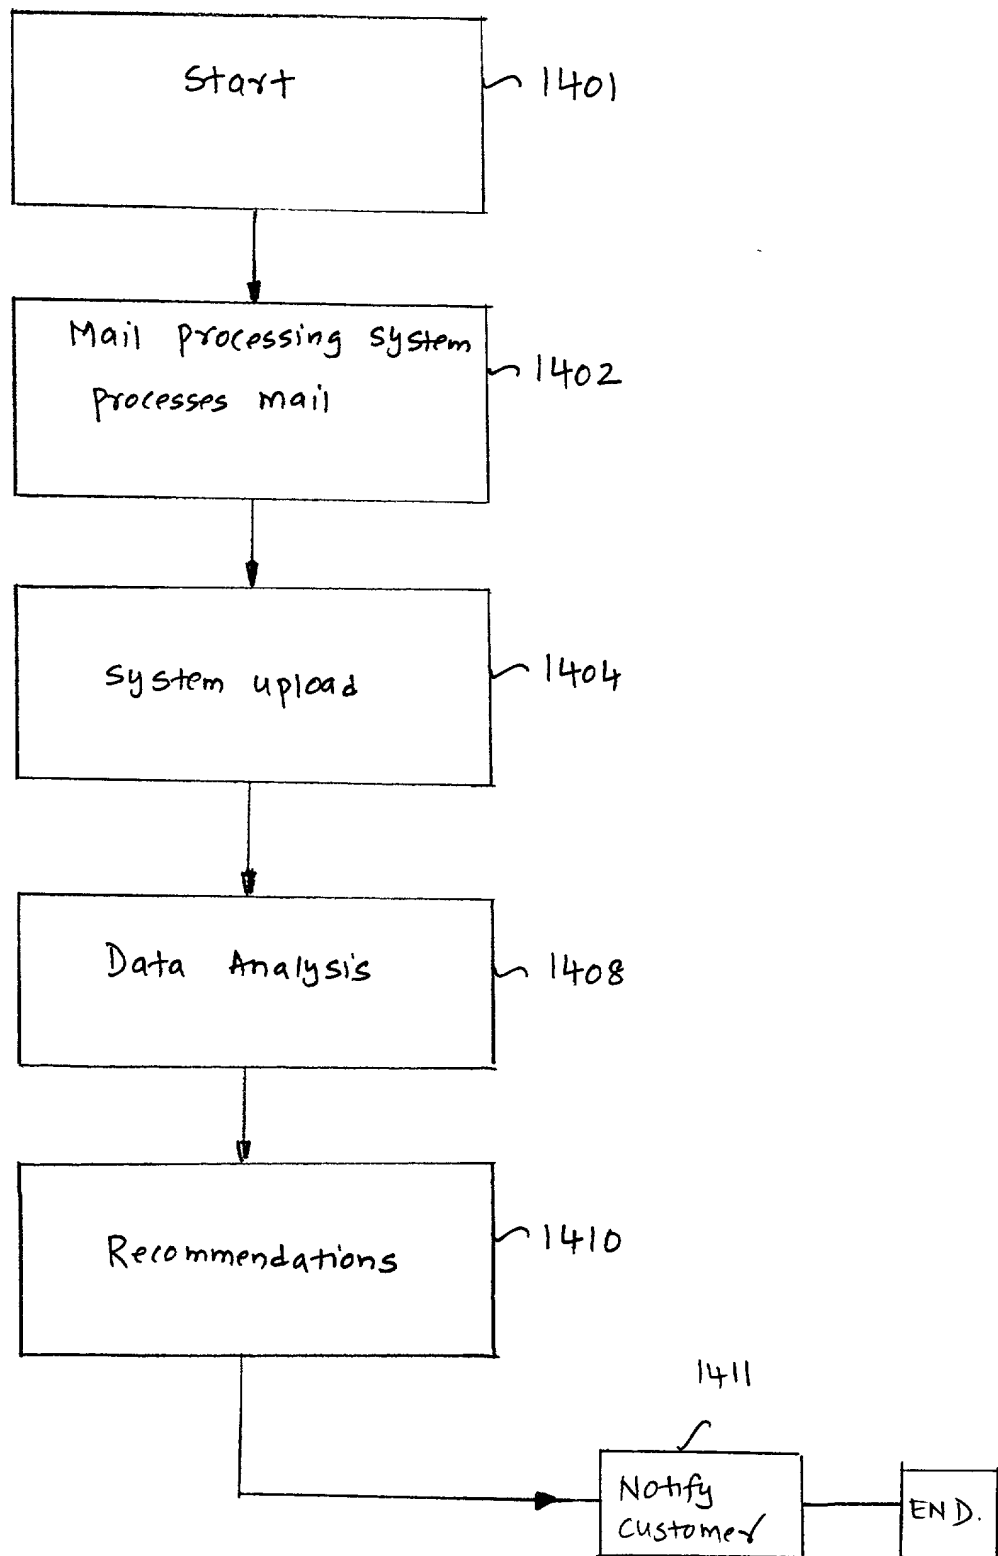 Start
1401
Mail processing system
processes mail
1402
System upload
1404
Data Analysis
1408
Recommendations
1410
1411
Notify
customer
END.